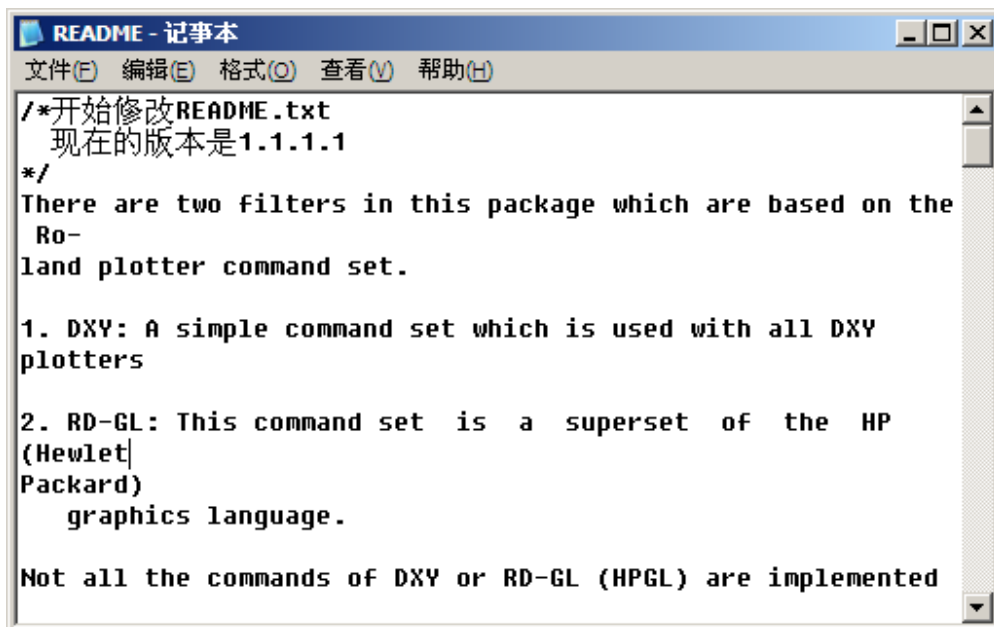 README - 记事本
文件(F) 编辑(E) 格式(O) 查看(V) 帮助(H)
/*开始修改README.txt
  现在的版本是1.1.1.1
*/
There are two filters in this package which are based on the
 Ro-
land plotter command set.

1. DXY: A simple command set which is used with all DXY
plotters

2. RD-GL: This command set  is  a  superset  of  the  HP
(Hewlet
Packard)
   graphics language.

Not all the commands of DXY or RD-GL (HPGL) are implemented